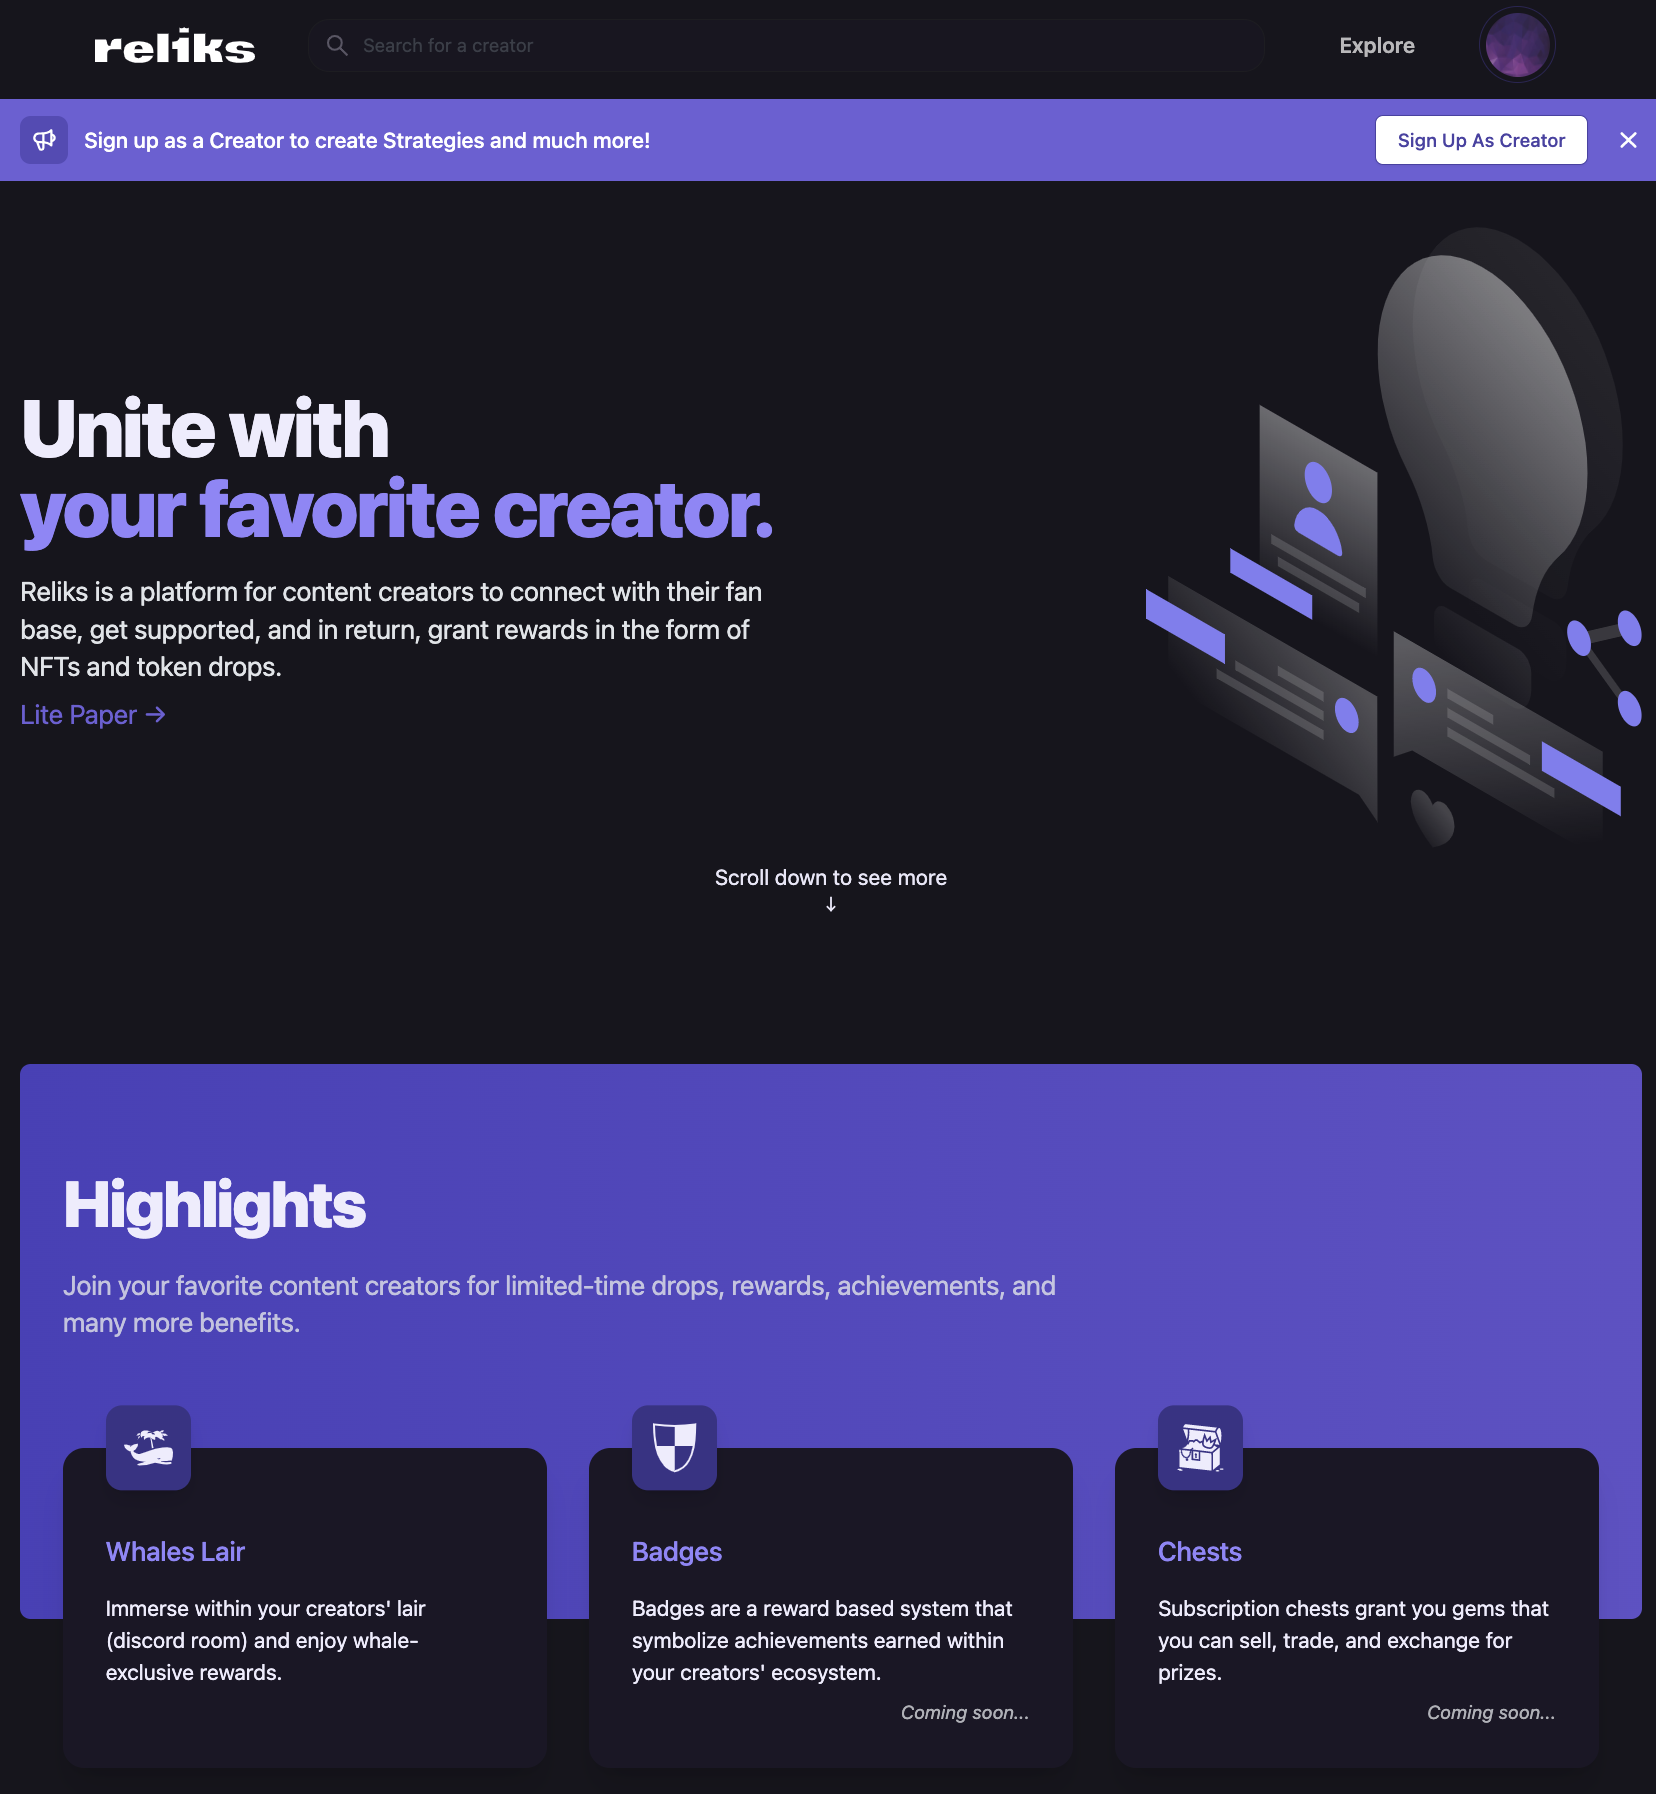 reliks
Search for a creator
Explore
Sign up as a Creator to create Strategies and much more!
Sign Up As Creator
Unite with
your favorite creator.
Reliks is a platform for content creators to connect with their fan
base, get supported, and in return, grant rewards in the form of
NFTs and token drops.
Lite Paper →
Scroll down to see more
↓
Highlights
Join your favorite content creators for limited-time drops, rewards, achievements, and
many more benefits.
Whales Lair
Immerse within your creators' lair
(discord room) and enjoy whale-
exclusive rewards.
Badges
Badges are a reward based system that
symbolize achievements earned within
your creators' ecosystem.
Coming soon...
Chests
Subscription chests grant you gems that
you can sell, trade, and exchange for
prizes.
Coming soon...